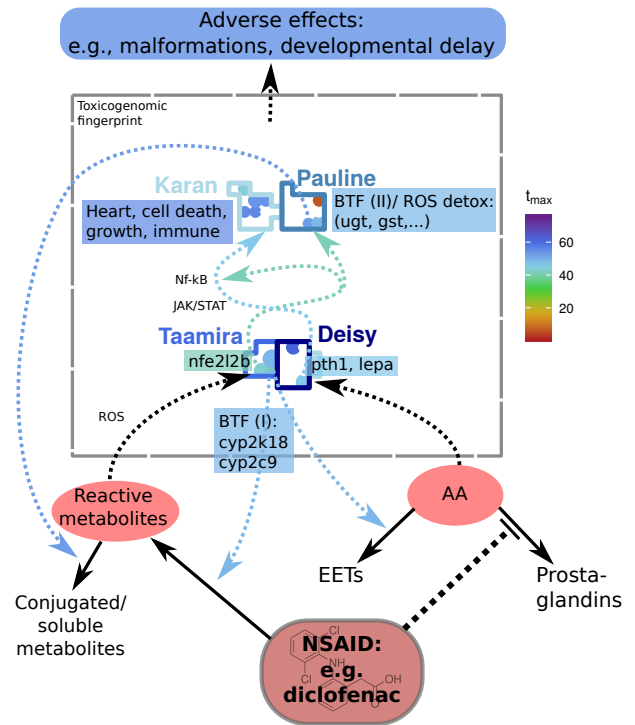 Adverse effects:
e.g., malformations, developmental delay
Toxicogenomic
fingerprint
Karan
Pauline
Heart, cell death,
growth, immune
BTF (II)/ ROS detox:
(ugt, gst,...)
tmax
60
40
20
Nf-kB
JAK/STAT
Taamira
Deisy
nfe2l2b
pth1, lepa
ROS
BTF (I):
cyp2k18
cyp2c9
Reactive
metabolites
AA
EETs
Prosta-
glandins
Conjugated/
soluble
metabolites
NSAID:
e.g.
diclofenac
Cl
NH
Cl
O
OH